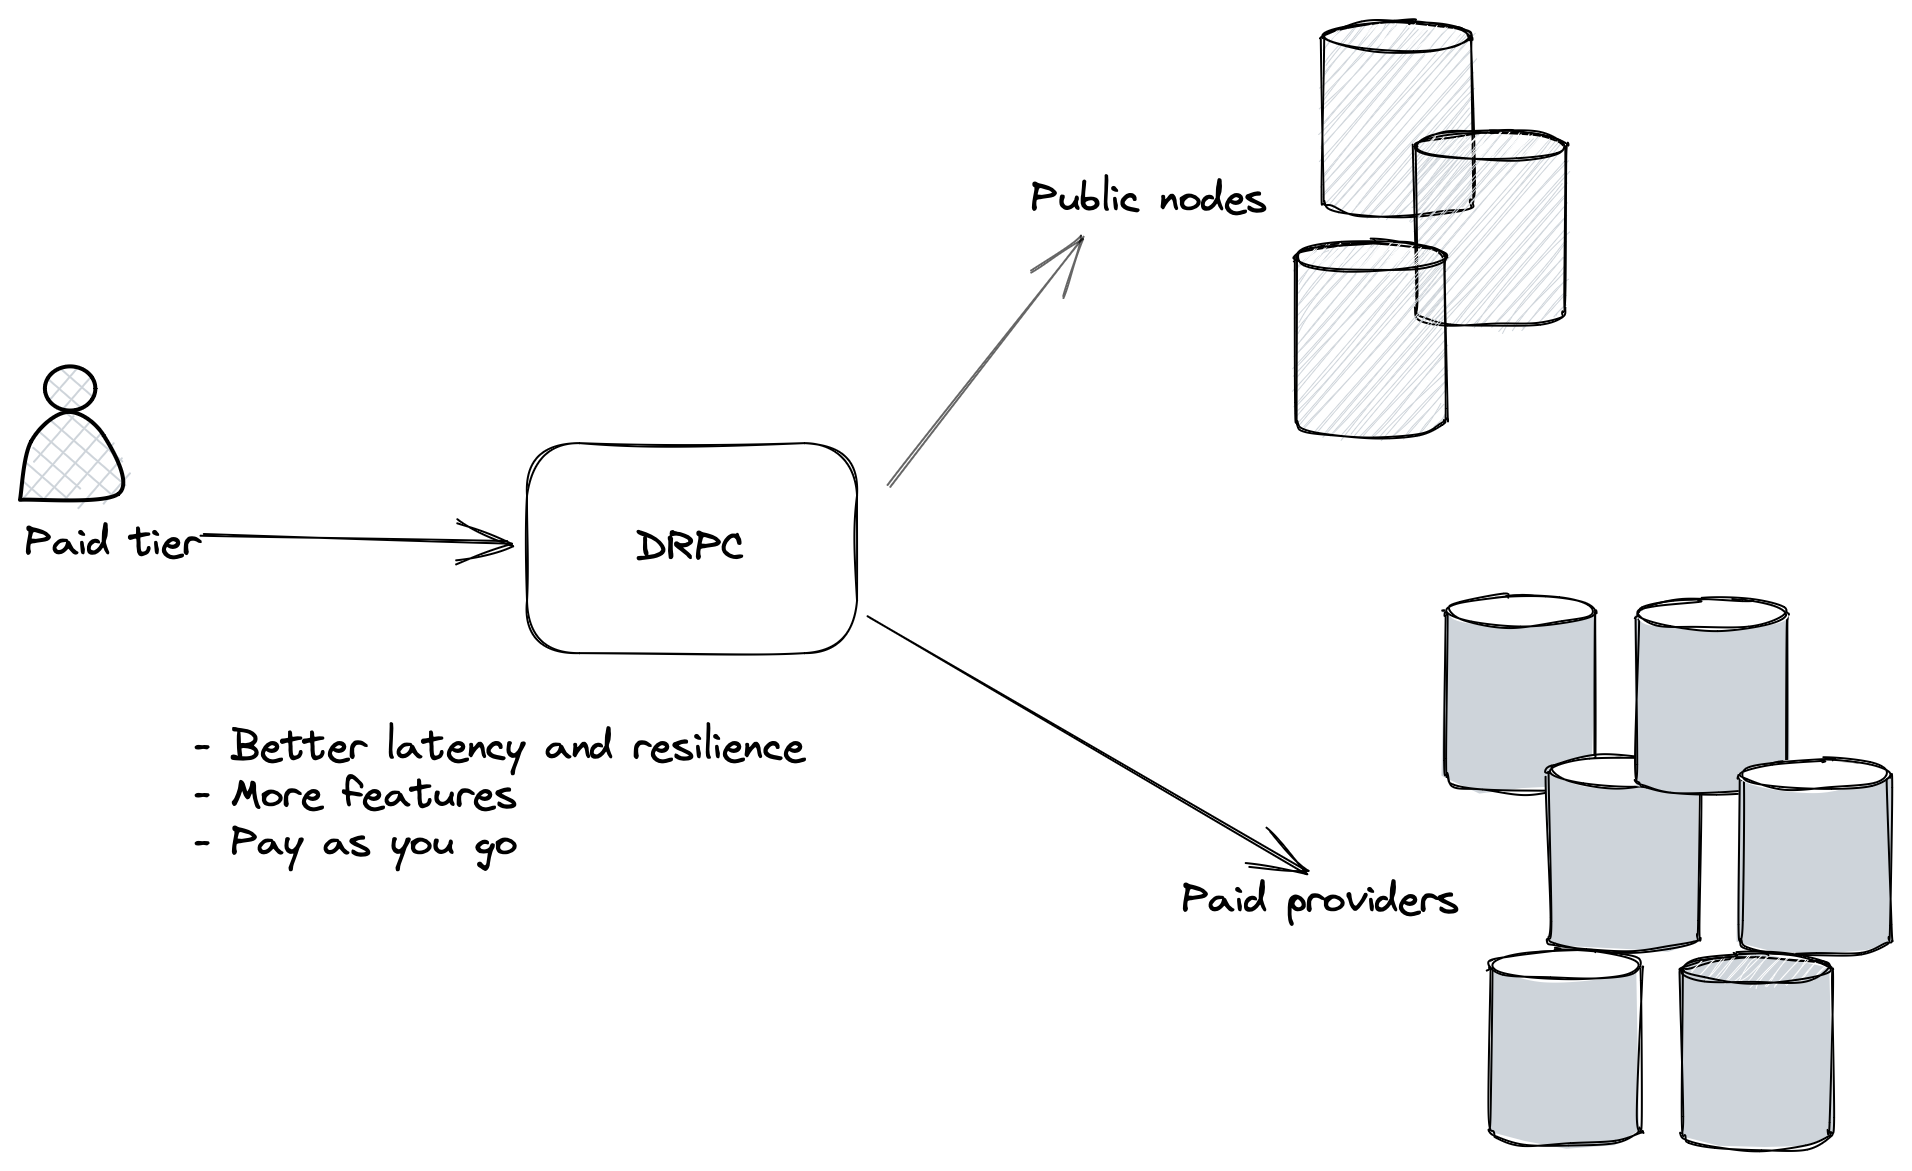 Public nodes
Paid tier
DRPC
- Better latency and resilience
- More features
- Pay as you go
Paid providers